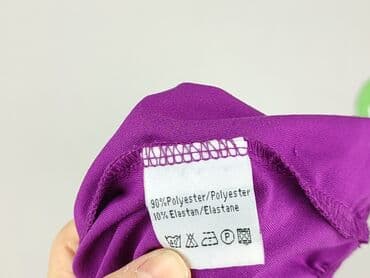 90%Polyester/Polyester
10%Elastan/Elastane
P